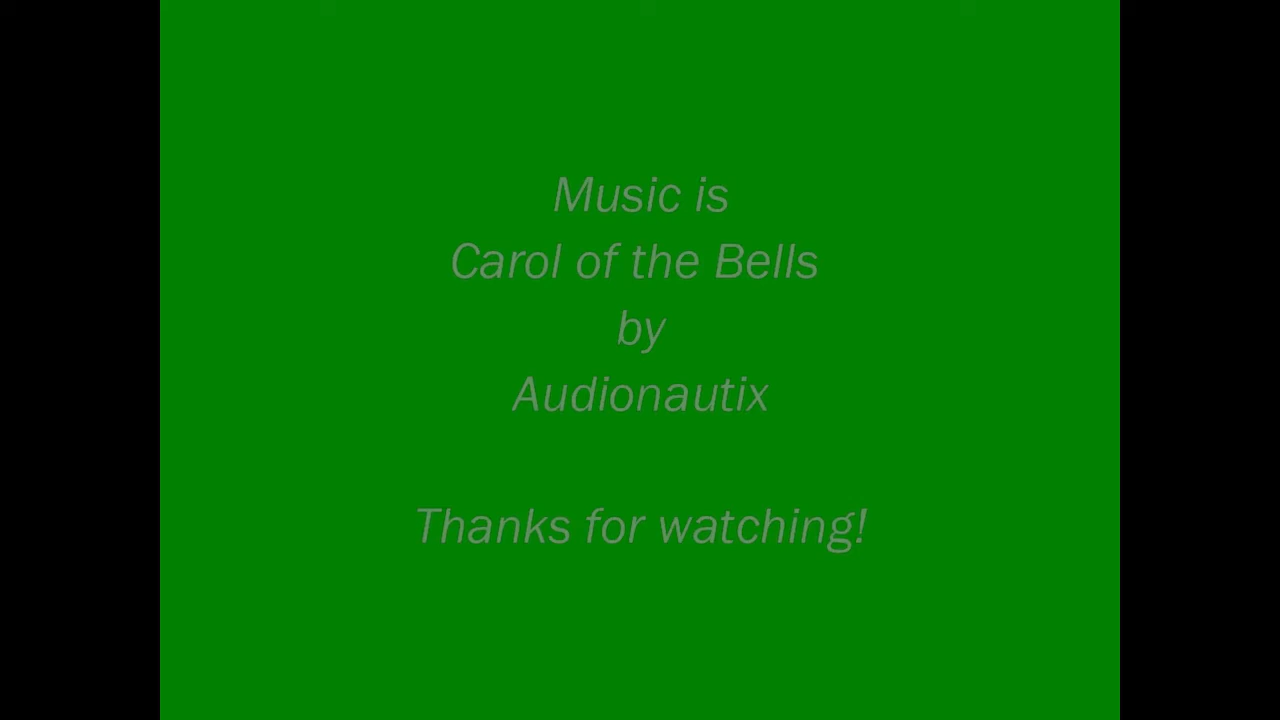 Music is
Carol of the Bells
by
Audionautix
Thanks for watching!